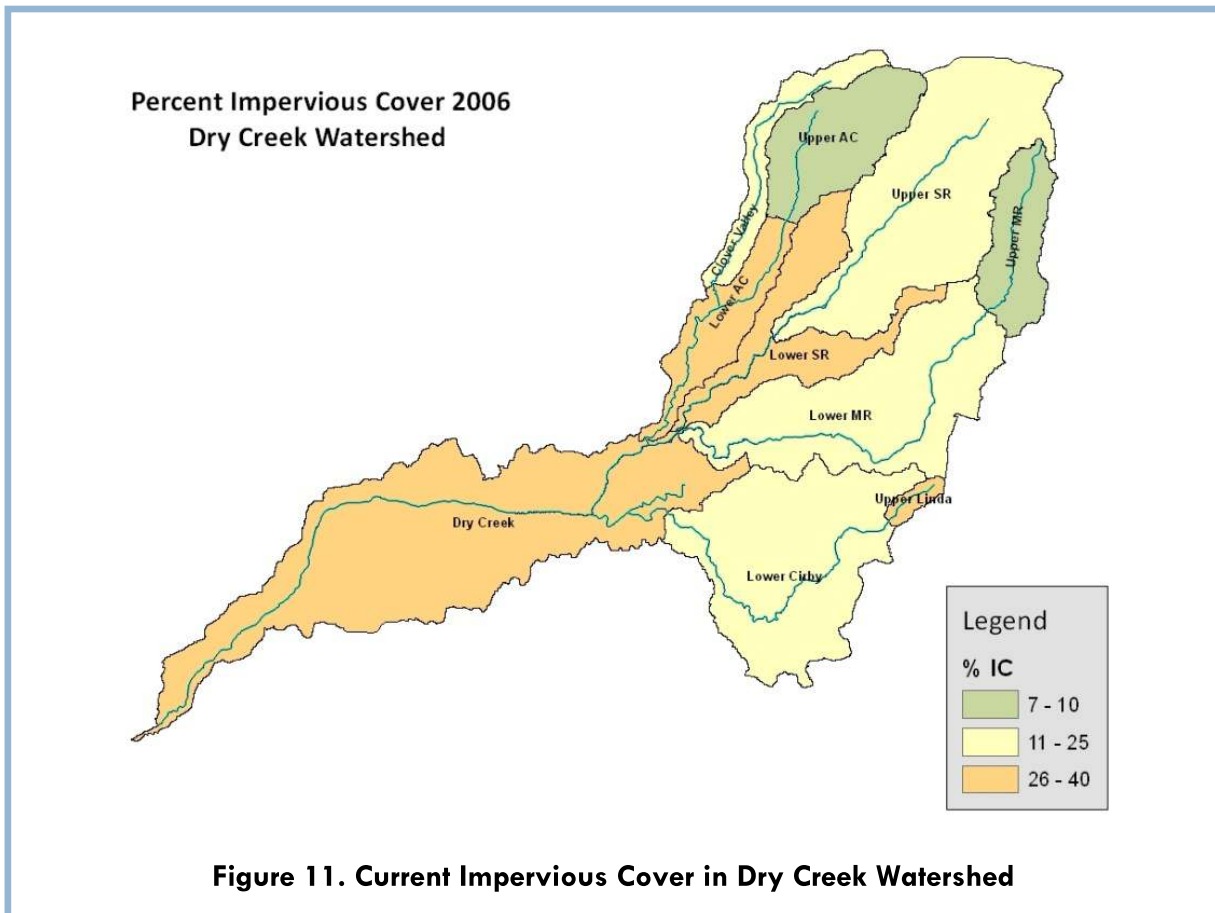 Percent Impervious Cover 2006
Dry Creek Watershed
Upper AC
Upper SR
Upper MR
Clover Valley
Lower AC
Lower SR
Lower MR
Upper Linda
Dry Creek
Lower Cirby
Legend
% IC
7 - 10
11 - 25
26 - 40
Figure 11. Current Impervious Cover in Dry Creek Watershed